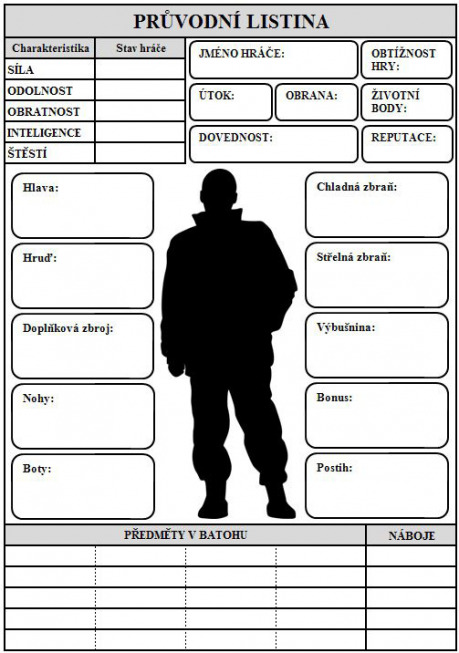 PRŮVODNÍ LISTINA
Charakteristika Stav hráče
SÍLA
ODOLNOST
OBRATNOST
INTELIGENCE
ŠTĚSTÍ
JMÉNO HRÁČE:
OBTÍŽNOST
HRY:
ÚTOK:
OBRANA:
ŽIVOTNÍ
BODY:
DOVEDNOST:
REPUTACE:
Hlava:
Hruď:
Doplňková zbroj:
Nohy:
Boty:
Chladná zbraň:
Střelná zbraň:
Výbušnina:
Bonus:
Postih:
PŘEDMĚTY V BATOHU NÁBOJE